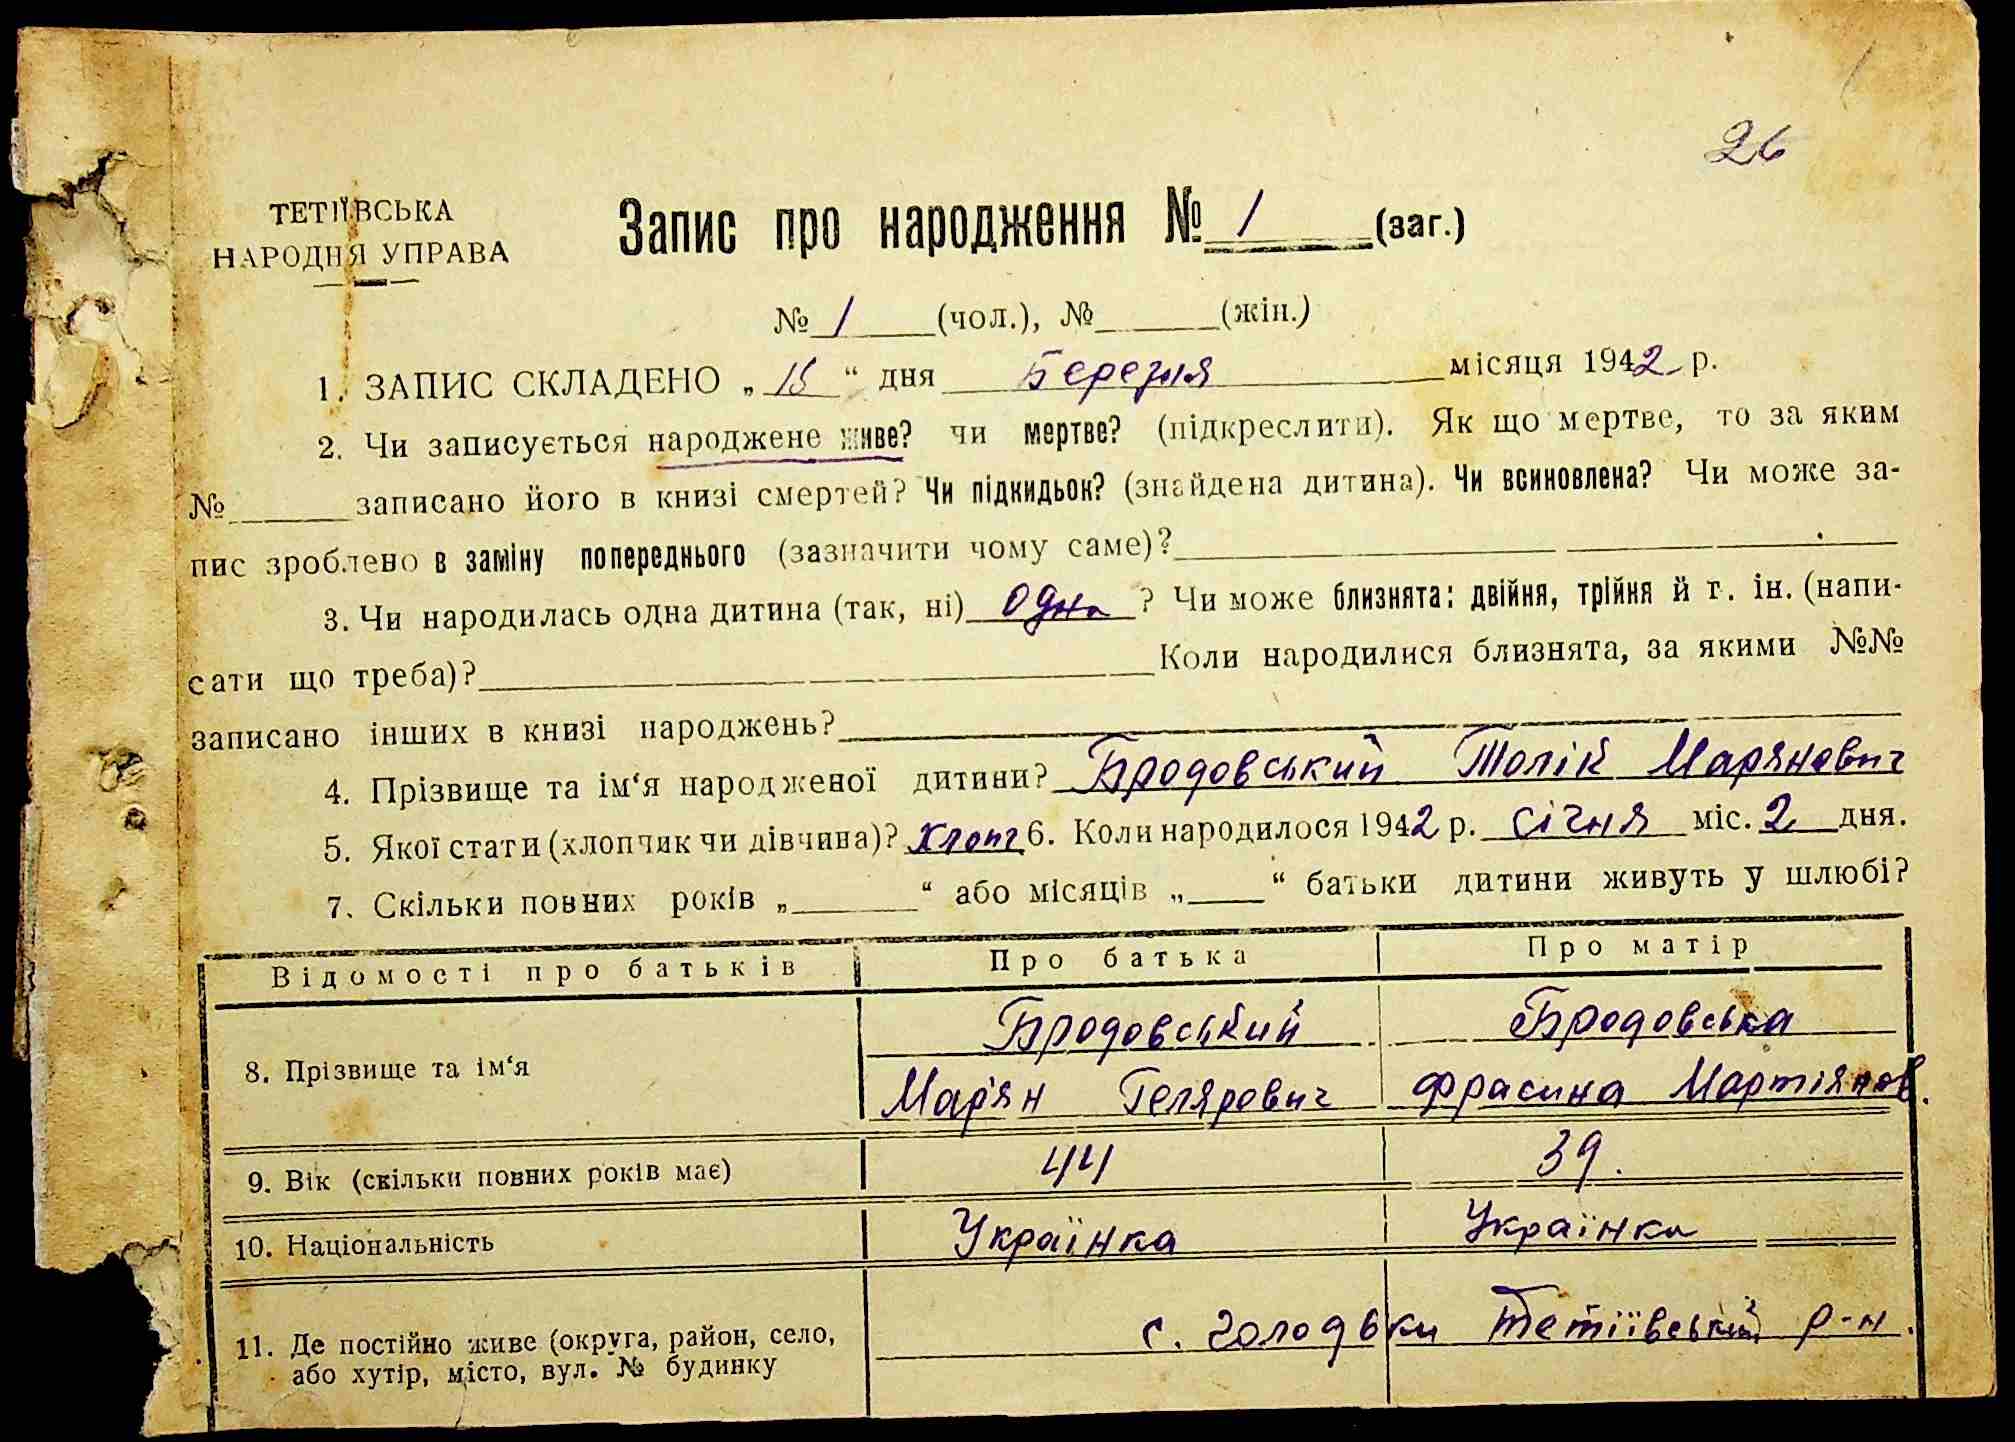 26
ТЕТІЇВСЬКА
НАРОДНЯ УПРАВА
Запис про народження № 1 (заг.)
№ 1 (чол.), № (жін.)
1. ЗАПИС СКЛАДЕНО „ 15 “ дня Березня місяця 1942 р.
2. Чи записується народжене живе? чи мертве? (підкреслити). Як що мертве, то за яким
№ записано його в книзі смертей? Чи підкидьок? (знайдена дитина). Чи всиновлена? Чи може за-
пис зроблено в заміну попереднього (зазначити чому саме)?
3. Чи народилась одна дитина (так, ні) одна ? Чи може близнята: двійня, трійня й т. ін. (напи-
сати що треба)? Коли народилися близнята, за якими №№
записано інших в книзі народжень?
4. Прізвище та ім‘я народженої дитини? Бродовський Толік Марянович
5. Якої стати (хлопчик чи дівчина)? Хлопч 6. Коли народилося 1942 р. січня міс. 2 дня.
7. Скільки повних років „ “ або місяців „ “ батьки дитини живуть у шлюбі?
Відомості про батьків Про батька Про матір
8. Прізвище та ім‘я Бродовський Бродовська
Мар'ян Гелярович Фрасина Мартіянов.
9. Вік (скільки повних років має) 44 39.
10. Національність Українка Українка
11. Де постійно живе (округа, район, село, с. Голодьки Тетіївський р-н.
або хутір, місто, вул. № будинку